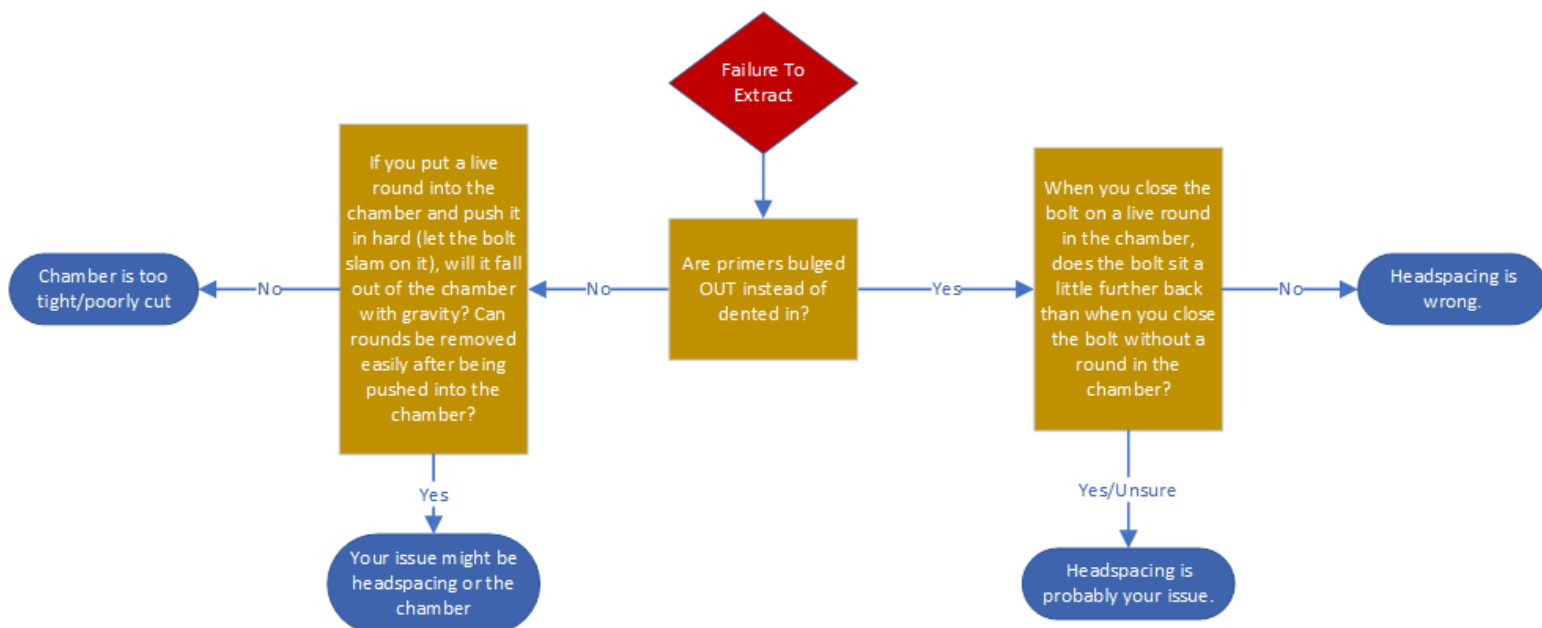 Failure To
Extract
If you put a live
round into the
chamber and push it
in hard (let the bolt
slam on it), will it fall
out of the chamber
with gravity? Can
rounds be removed
easily after being
pushed into the
chamber?
When you close the
bolt on a live round
in the chamber,
does the bolt sit a
little further back
than when you close
the bolt without a
round in the
chamber?
Are primers bulged
OUT instead of
dented in?
Chamber is too
tight/poorly cut
No
No
Yes
No
Headspacing is
wrong.
Yes
Yes/Unsure
Your issue might be
headspacing or the
chamber
Headspacing is
probably your issue.